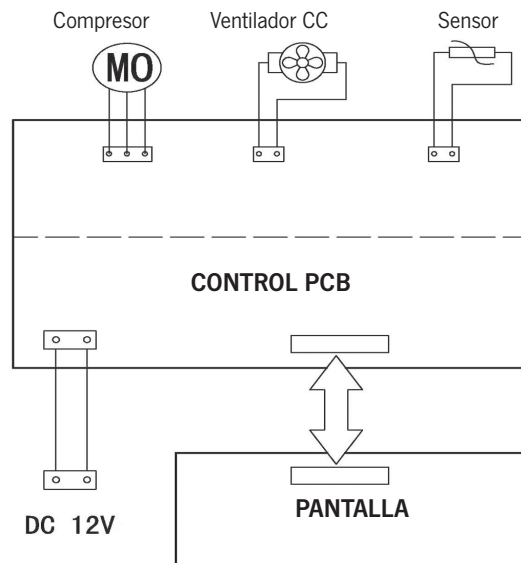 Compresor
Ventilador CC
Sensor
MO
CONTROL PCB
PANTALLA
DC 12V